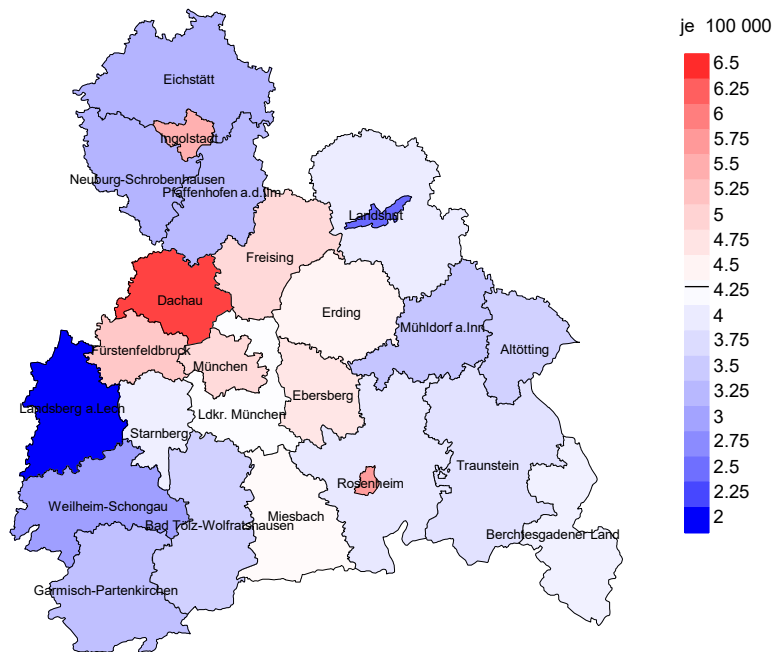 je 100 000
6.5
6.25
6
5.75
5.5
5.25
5
4.75
4.5
4.25
4
3.75
3.5
3.25
3
2.75
2.5
2.25
2
Eichstätt
Ingolstadt
Neuburg-Schrobenhausen
Pfaffenhofen a.d.Ilm
Landshut
Freising
Dachau
Erding
Mühldorf a.Inn
Altötting
Fürstenfeldbruck
München
Ebersberg
Landsberg a.Lech
Ldkr. München
Starnberg
Traunstein
Rosenheim
Weilheim-Schongau
Miesbach
Bad Tölz-Wolfratshausen
Berchtesgadener Land
Garmisch-Partenkirchen